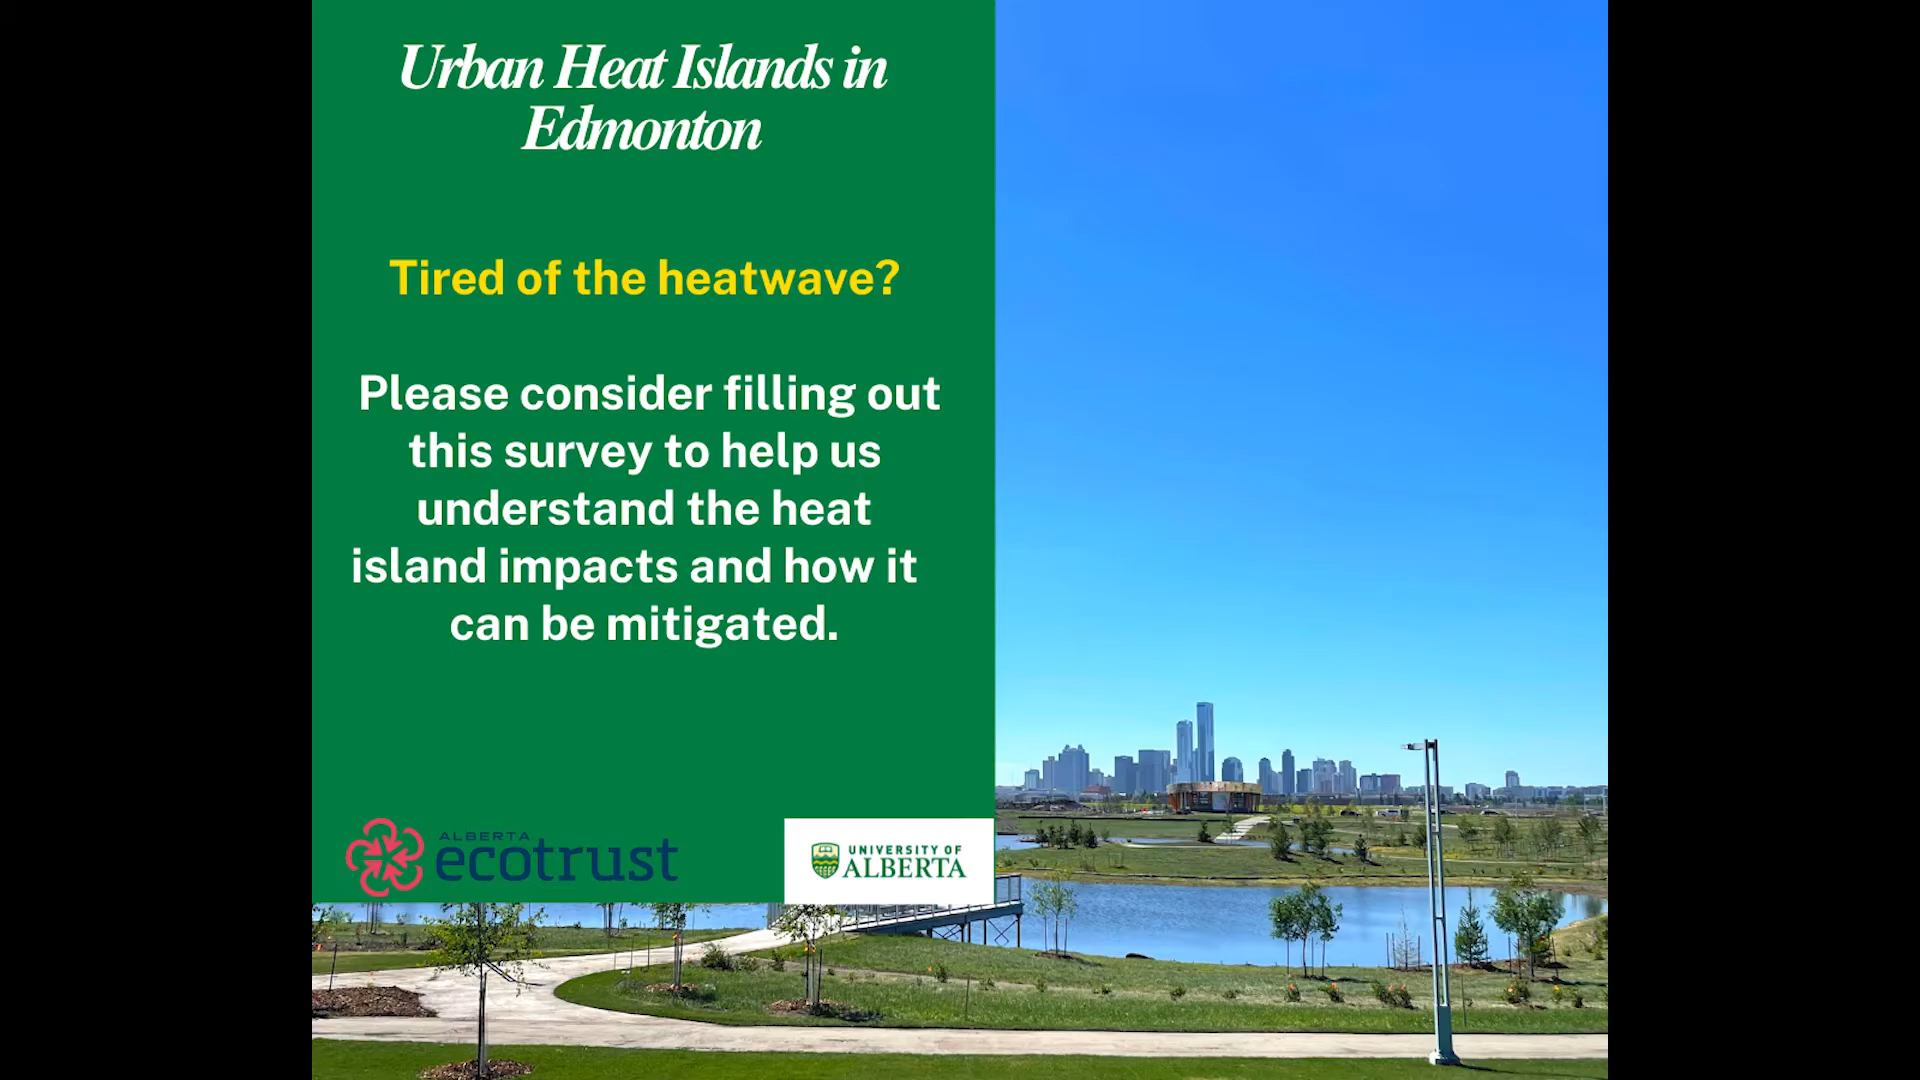 Urban Heat Islands in
Edmonton
Tired of the heatwave?
Please consider filling out
this survey to help us
understand the heat
island impacts and how it
can be mitigated.
ALBERTA
ecotrust
UNIVERSITY OF
ALBERTA